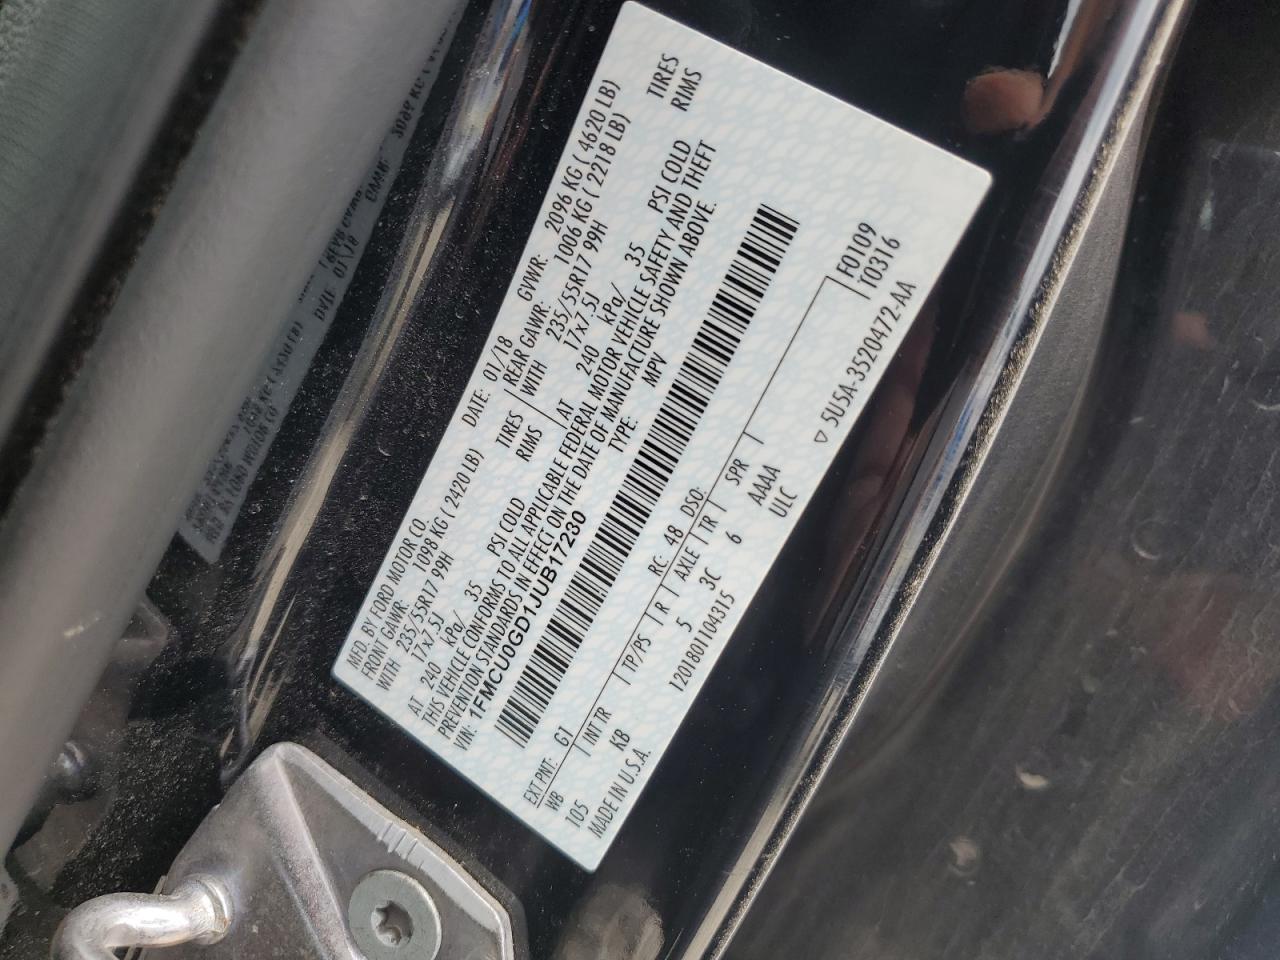 MFD. BY FORD MOTOR CO. DATE: 01/18 GVWR: 2096 KG ( 4620 LB)
FRONT GAWR: 1098 KG ( 2420LB) REAR GAWR: 1006 KG ( 2218 LB)
WITH 235/55R17 99H TIRES WITH 235/55R17 99H TIRES
17x7.5J RIMS 17x7.5J RIMS
AT 240 kPa/ 35 PSI COLD AT 240 kPa/ 35 PSI COLD
THIS VEHICLE CONFORMS TO ALL APPLICABLE FEDERAL MOTOR VEHICLE SAFETY AND THEFT
PREVENTION STANDARDS IN EFFECT ON THE DATE OF MANUFACTURE SHOWN ABOVE.
VIN: 1FMCU0GD1JUB17230 TYPE: MPV
F0109
T0316
EXT PNT: G1 RC: 48 DSO:
WB INT TR TP/PS R AXLE TR SPR
105 KB 5 3C 6 AAAA
MADE IN U.S.A. 1201801104315 ULC
▽ 5U5A-3520472-AA